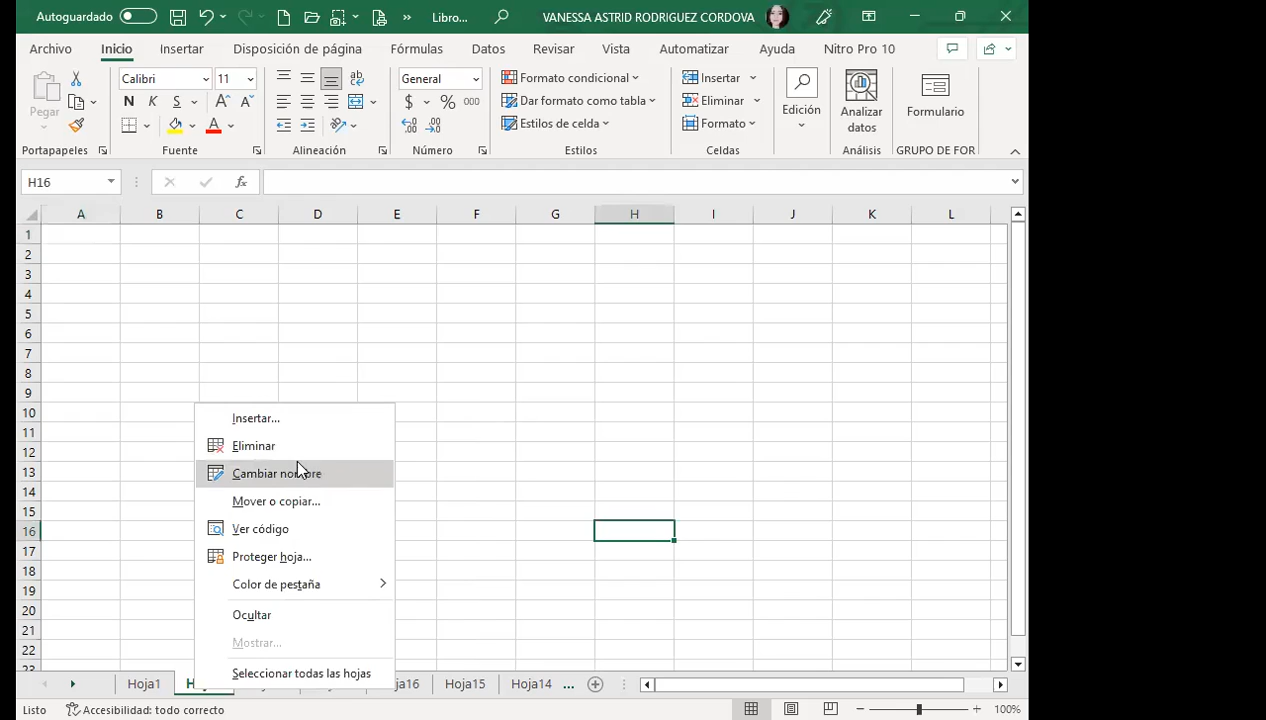 Autoguardado
Libro...
VANESSA ASTRID RODRIGUEZ CORDOVA
Archivo Inicio Insertar Disposición de página Fórmulas Datos Revisar Vista Automatizar Ayuda Nitro Pro 10
Pegar
Calibri 11
N K S
General
$ % 000
Formato condicional
Dar formato como tabla
Estilos de celda
Insertar
Eliminar
Formato
Edición
Analizar datos
Formulario
Portapapeles Fuente Alineación Número Estilos Celdas Análisis GRUPO DE FOR
H16
A B C D E F G H I J K L
1
2
3
4
5
6
7
8
9
10
11
12
13
14
15
16
17
18
19
20
21
22
23
Insertar...
Eliminar
Cambiar nombre
Mover o copiar...
Ver código
Proteger hoja...
Color de pestaña
Ocultar
Mostrar...
Seleccionar todas las hojas
Hoja1 Hoja15 Hoja14 ...
Listo Accesibilidad: todo correcto 100%